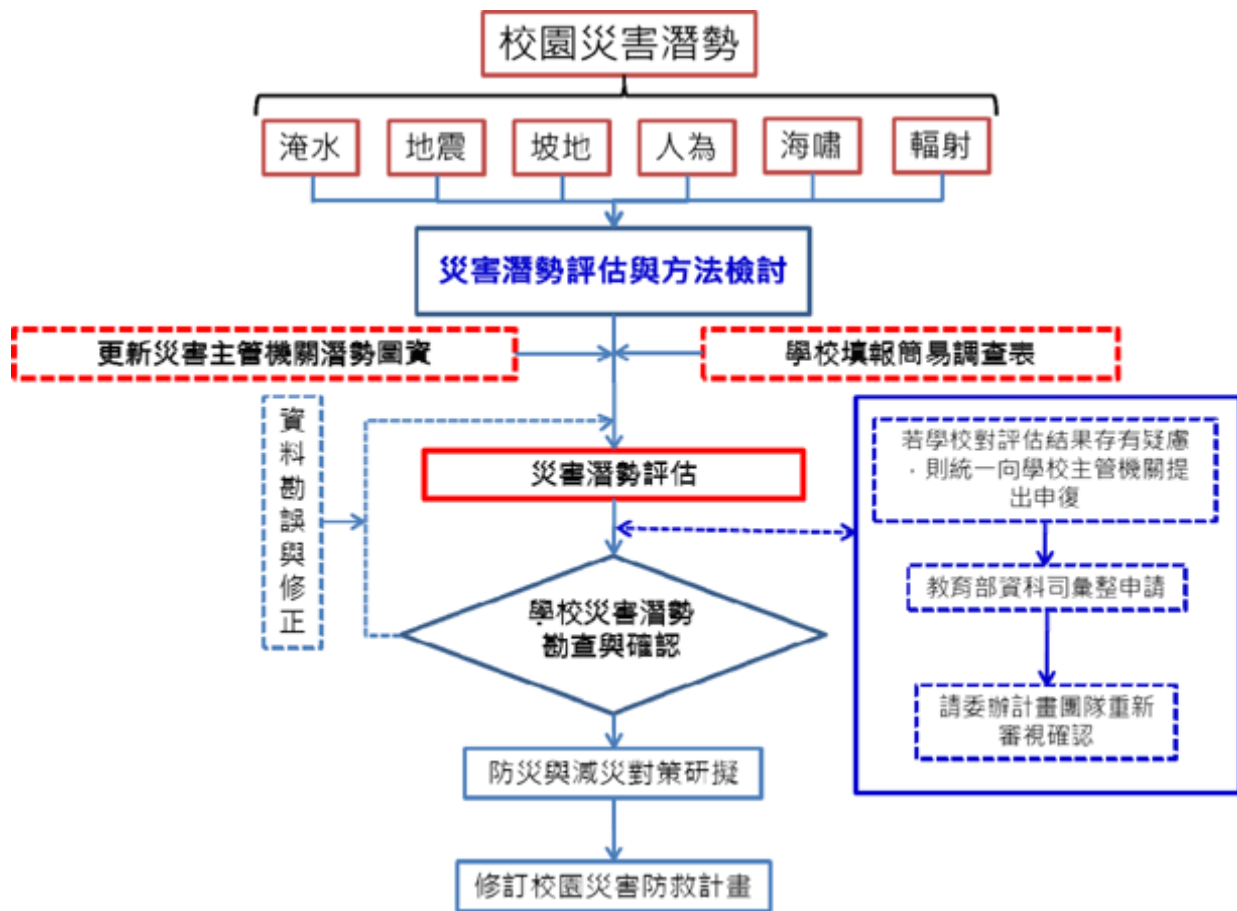 校園災害潛勢
淹水
地震
坡地
人為
海嘯
輻射
災害潛勢評估與方法檢討
更新災害主管機關潛勢圖資
學校填報簡易調查表
資料勘誤與修正
災害潛勢評估
若學校對評估結果存有疑慮
，則統一向學校主管機關提
出申復
教育部資科司彙整申請
學校災害潛勢
勘查與確認
請委辦計畫團隊重新
審視確認
防災與減災對策研擬
修訂校園災害防救計畫